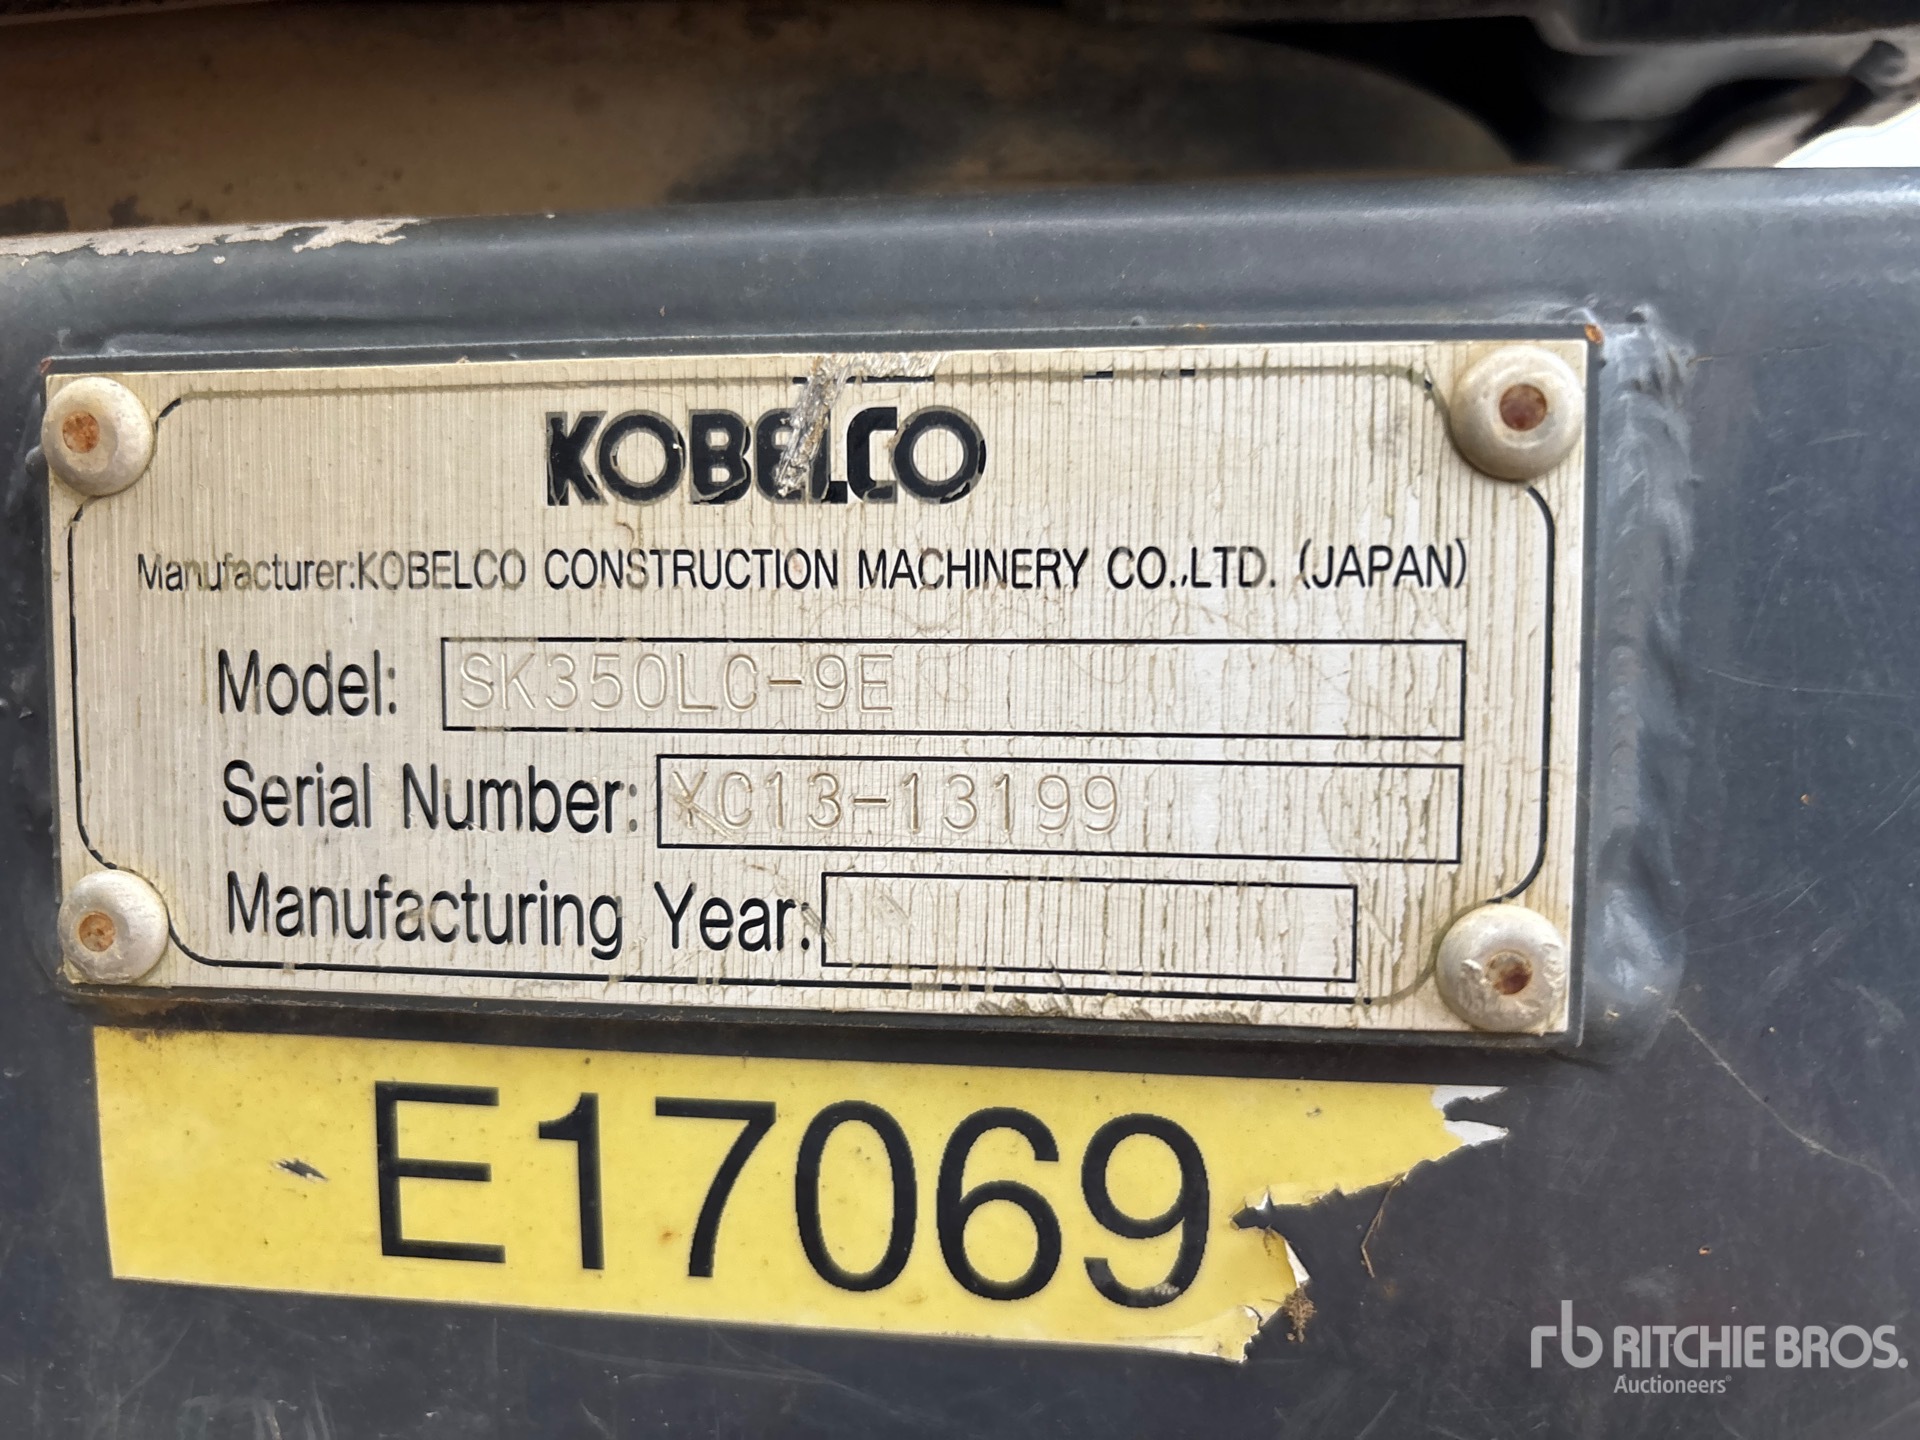 KOBELCO
Manufacturer:KOBELCO CONSTRUCTION MACHINERY CO.,LTD. (JAPAN)
Model: SK350LC-9E
Serial Number: YC13-13199
Manufacturing Year:
E17069
rb RITCHIE BROS.
Auctioneers